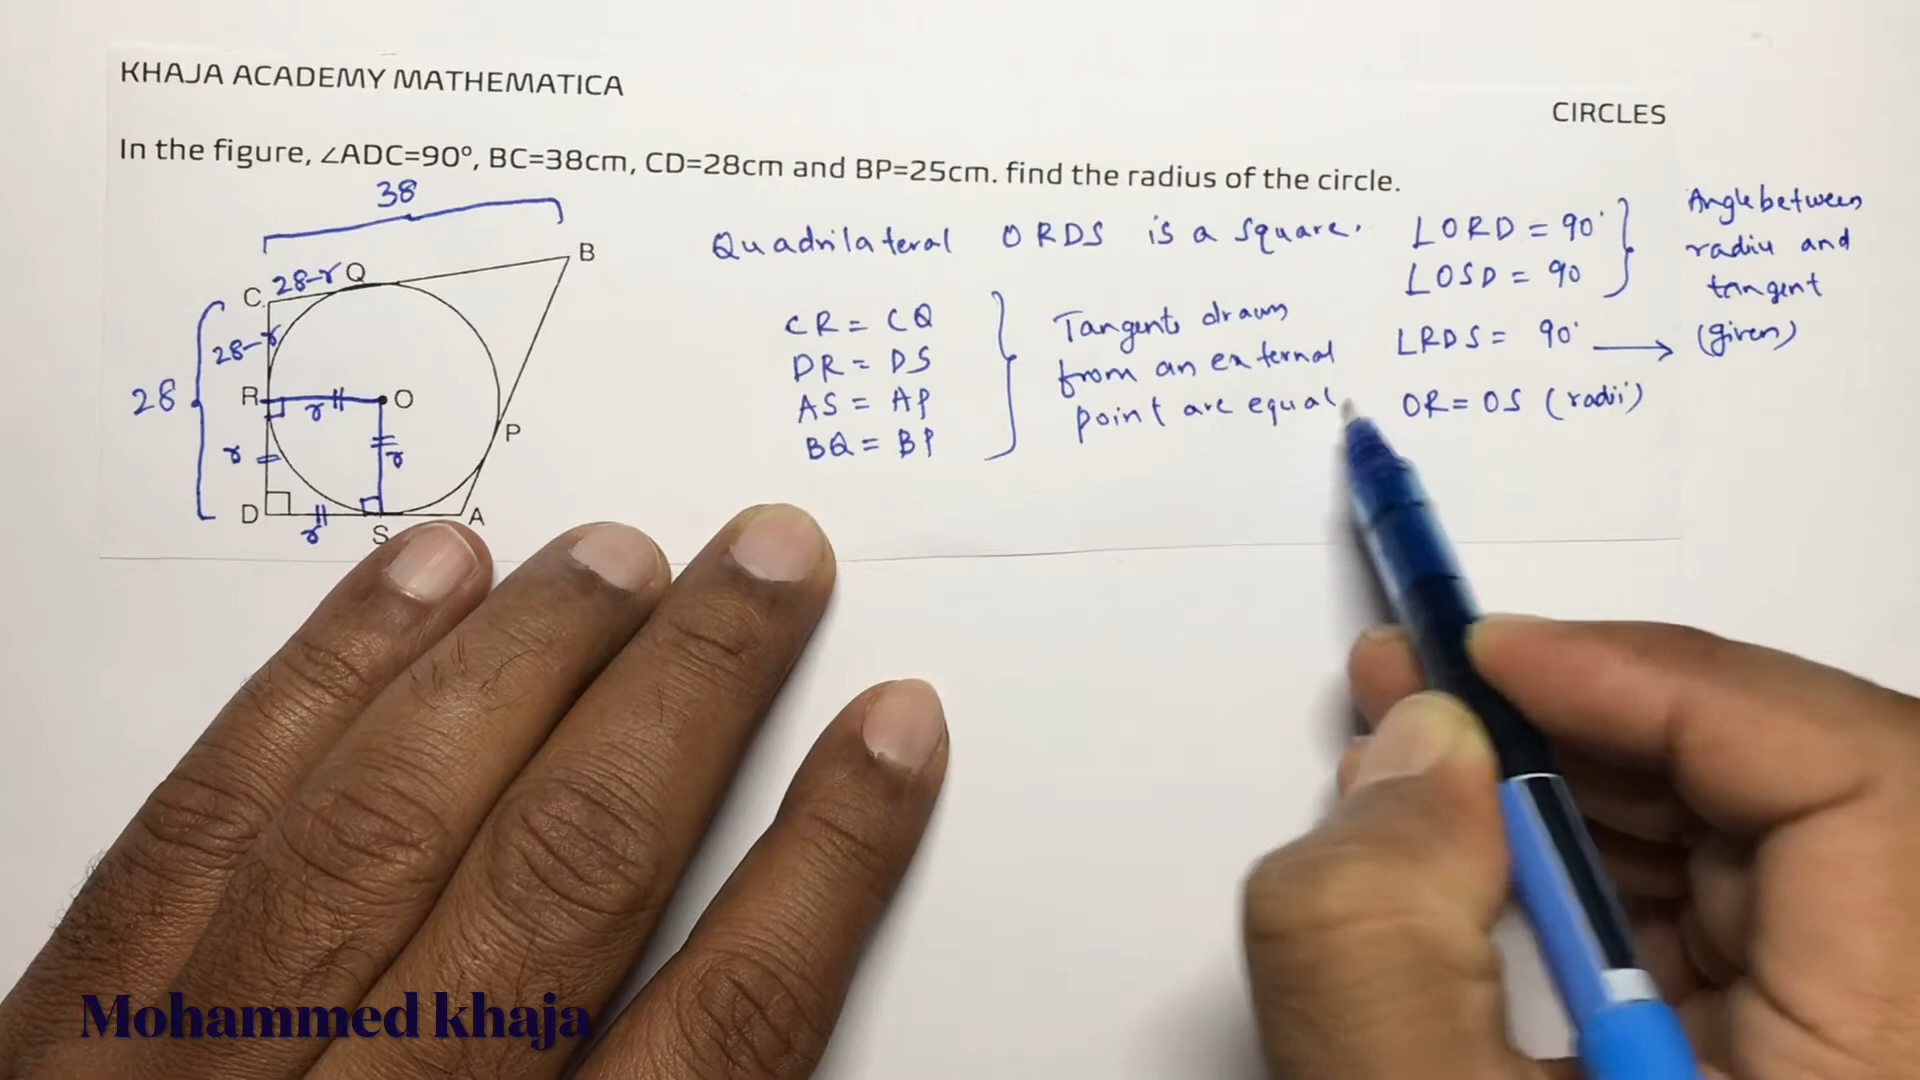 KHAJA ACADEMY MATHEMATICA
CIRCLES
In the figure, ∠ADC=90°, BC=38cm, CD=28cm and BP=25cm. find the radius of the circle.
38
B
28-r Q
C
28-r
28
R
r
O
r
r
P
D
r
S
A
Quadrilateral ORDS is a square.
CR = CQ
DR = DS
AS = AP
BQ = BP
Tangents drawn
from an external
point are equal
∠ORD = 90°
∠OSD = 90
∠RDS = 90°
OR = OS (radii)
Angle between
radiu and
tangent
(given)
Mohammed khaja